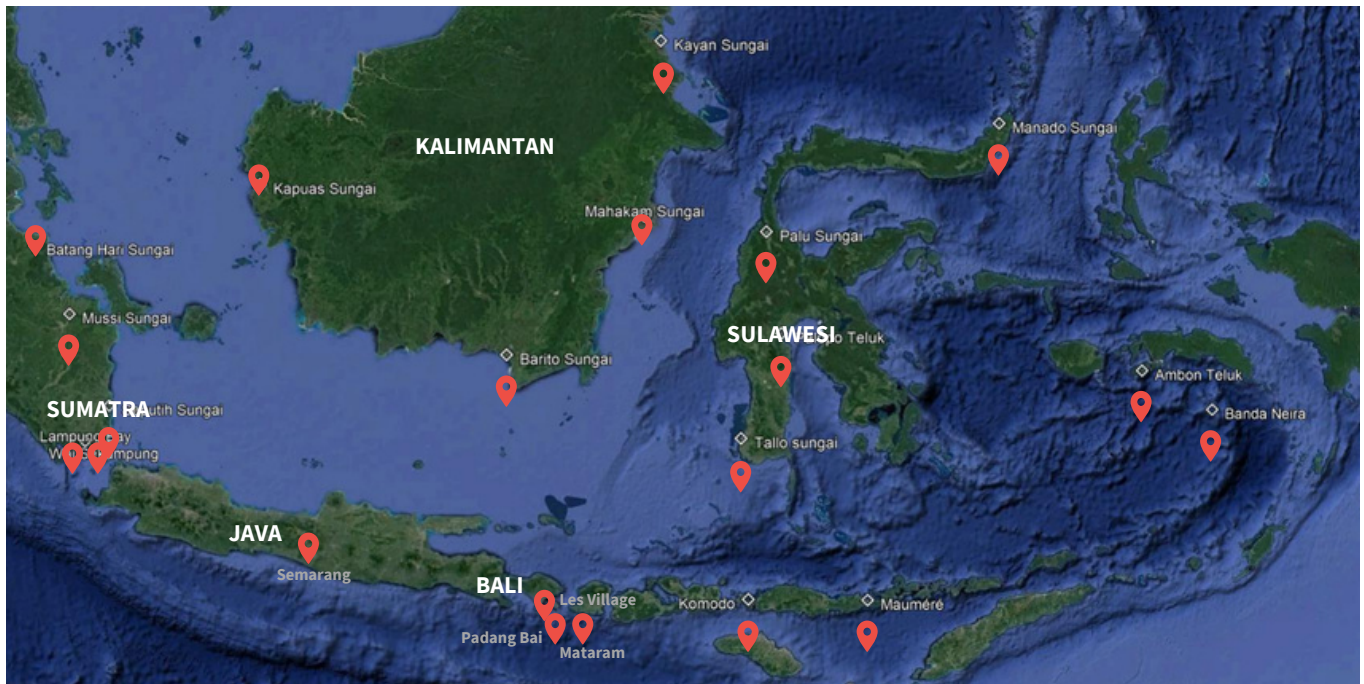 Kayan Sungai
Manado Sungai
KALIMANTAN
Kapuas Sungai
Mahakam Sungai
Palu Sungai
Batang Hari Sungai
Mussi Sungai
SULAWESI
Teluk
Barito Sungai
Ambon Teluk
SUMATRA
Sungai
Banda Neira
Lampung Bay
Tallo sungai
JAVA
Semarang
BALI
Les Village
Komodo
Mauméré
Padang Bai
Mataram